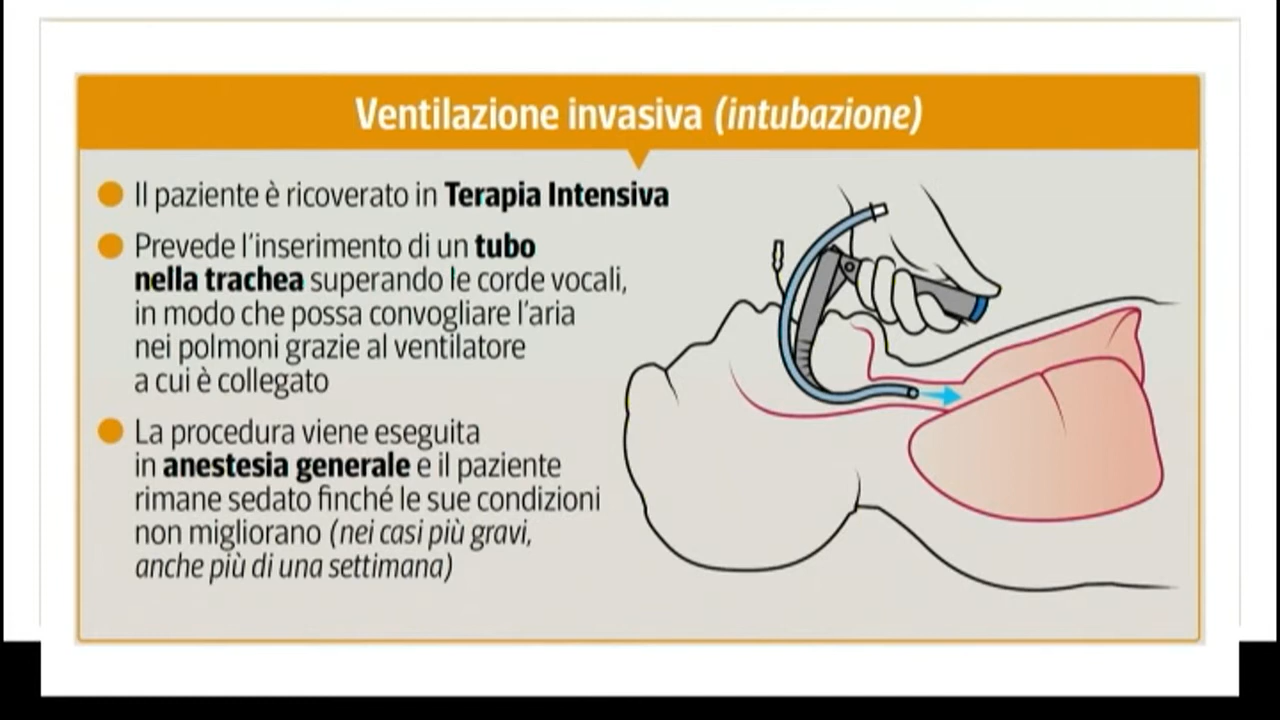 Ventilazione invasiva (intubazione)
Il paziente è ricoverato in Terapia Intensiva
Prevede l'inserimento di un tubo
nella trachea superando le corde vocali,
in modo che possa convogliare l'aria
nei polmoni grazie al ventilatore
a cui è collegato
La procedura viene eseguita
in anestesia generale e il paziente
rimane sedato finché le sue condizioni
non migliorano (nei casi più gravi,
anche più di una settimana)